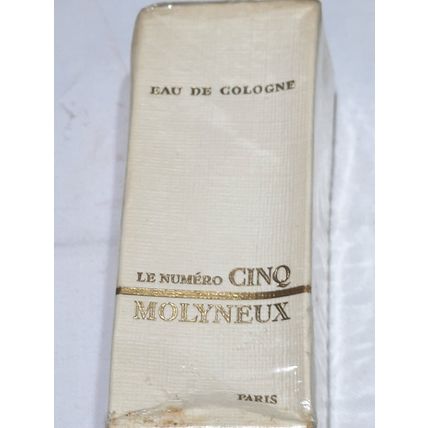 EAU DE COLOGNE
LE NUMÉRO CINQ
MOLYNEUX
PARIS